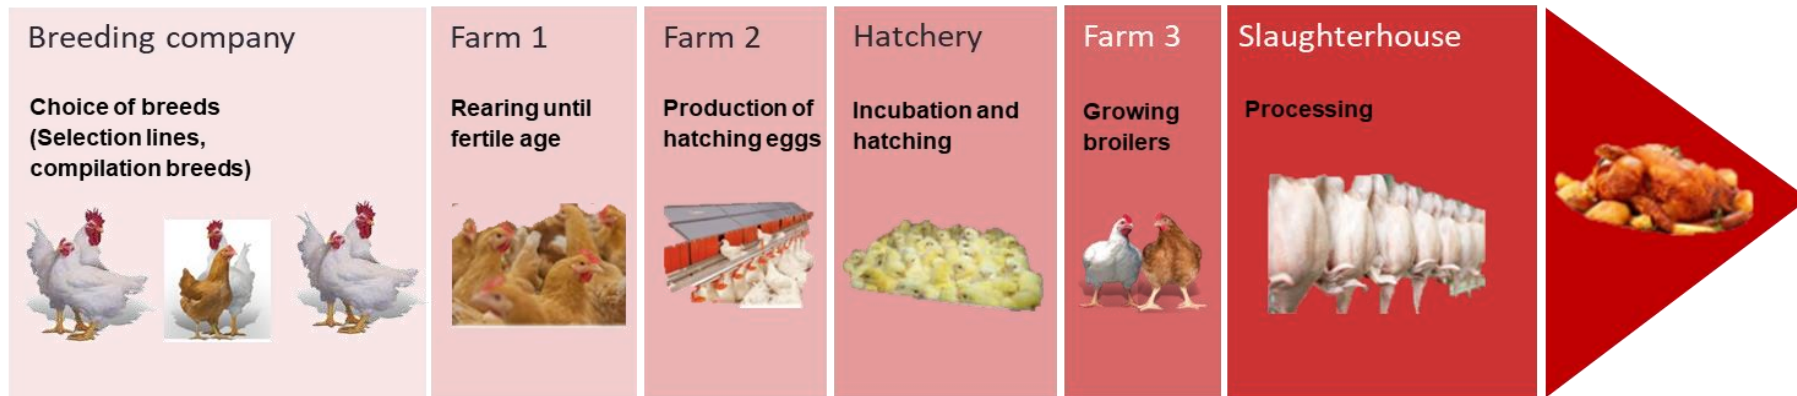 Breeding company
Choice of breeds
(Selection lines,
compilation breeds)
Farm 1
Rearing until
fertile age
Farm 2
Production of
hatching eggs
Hatchery
Incubation and
hatching
Farm 3
Growing
broilers
Slaughterhouse
Processing